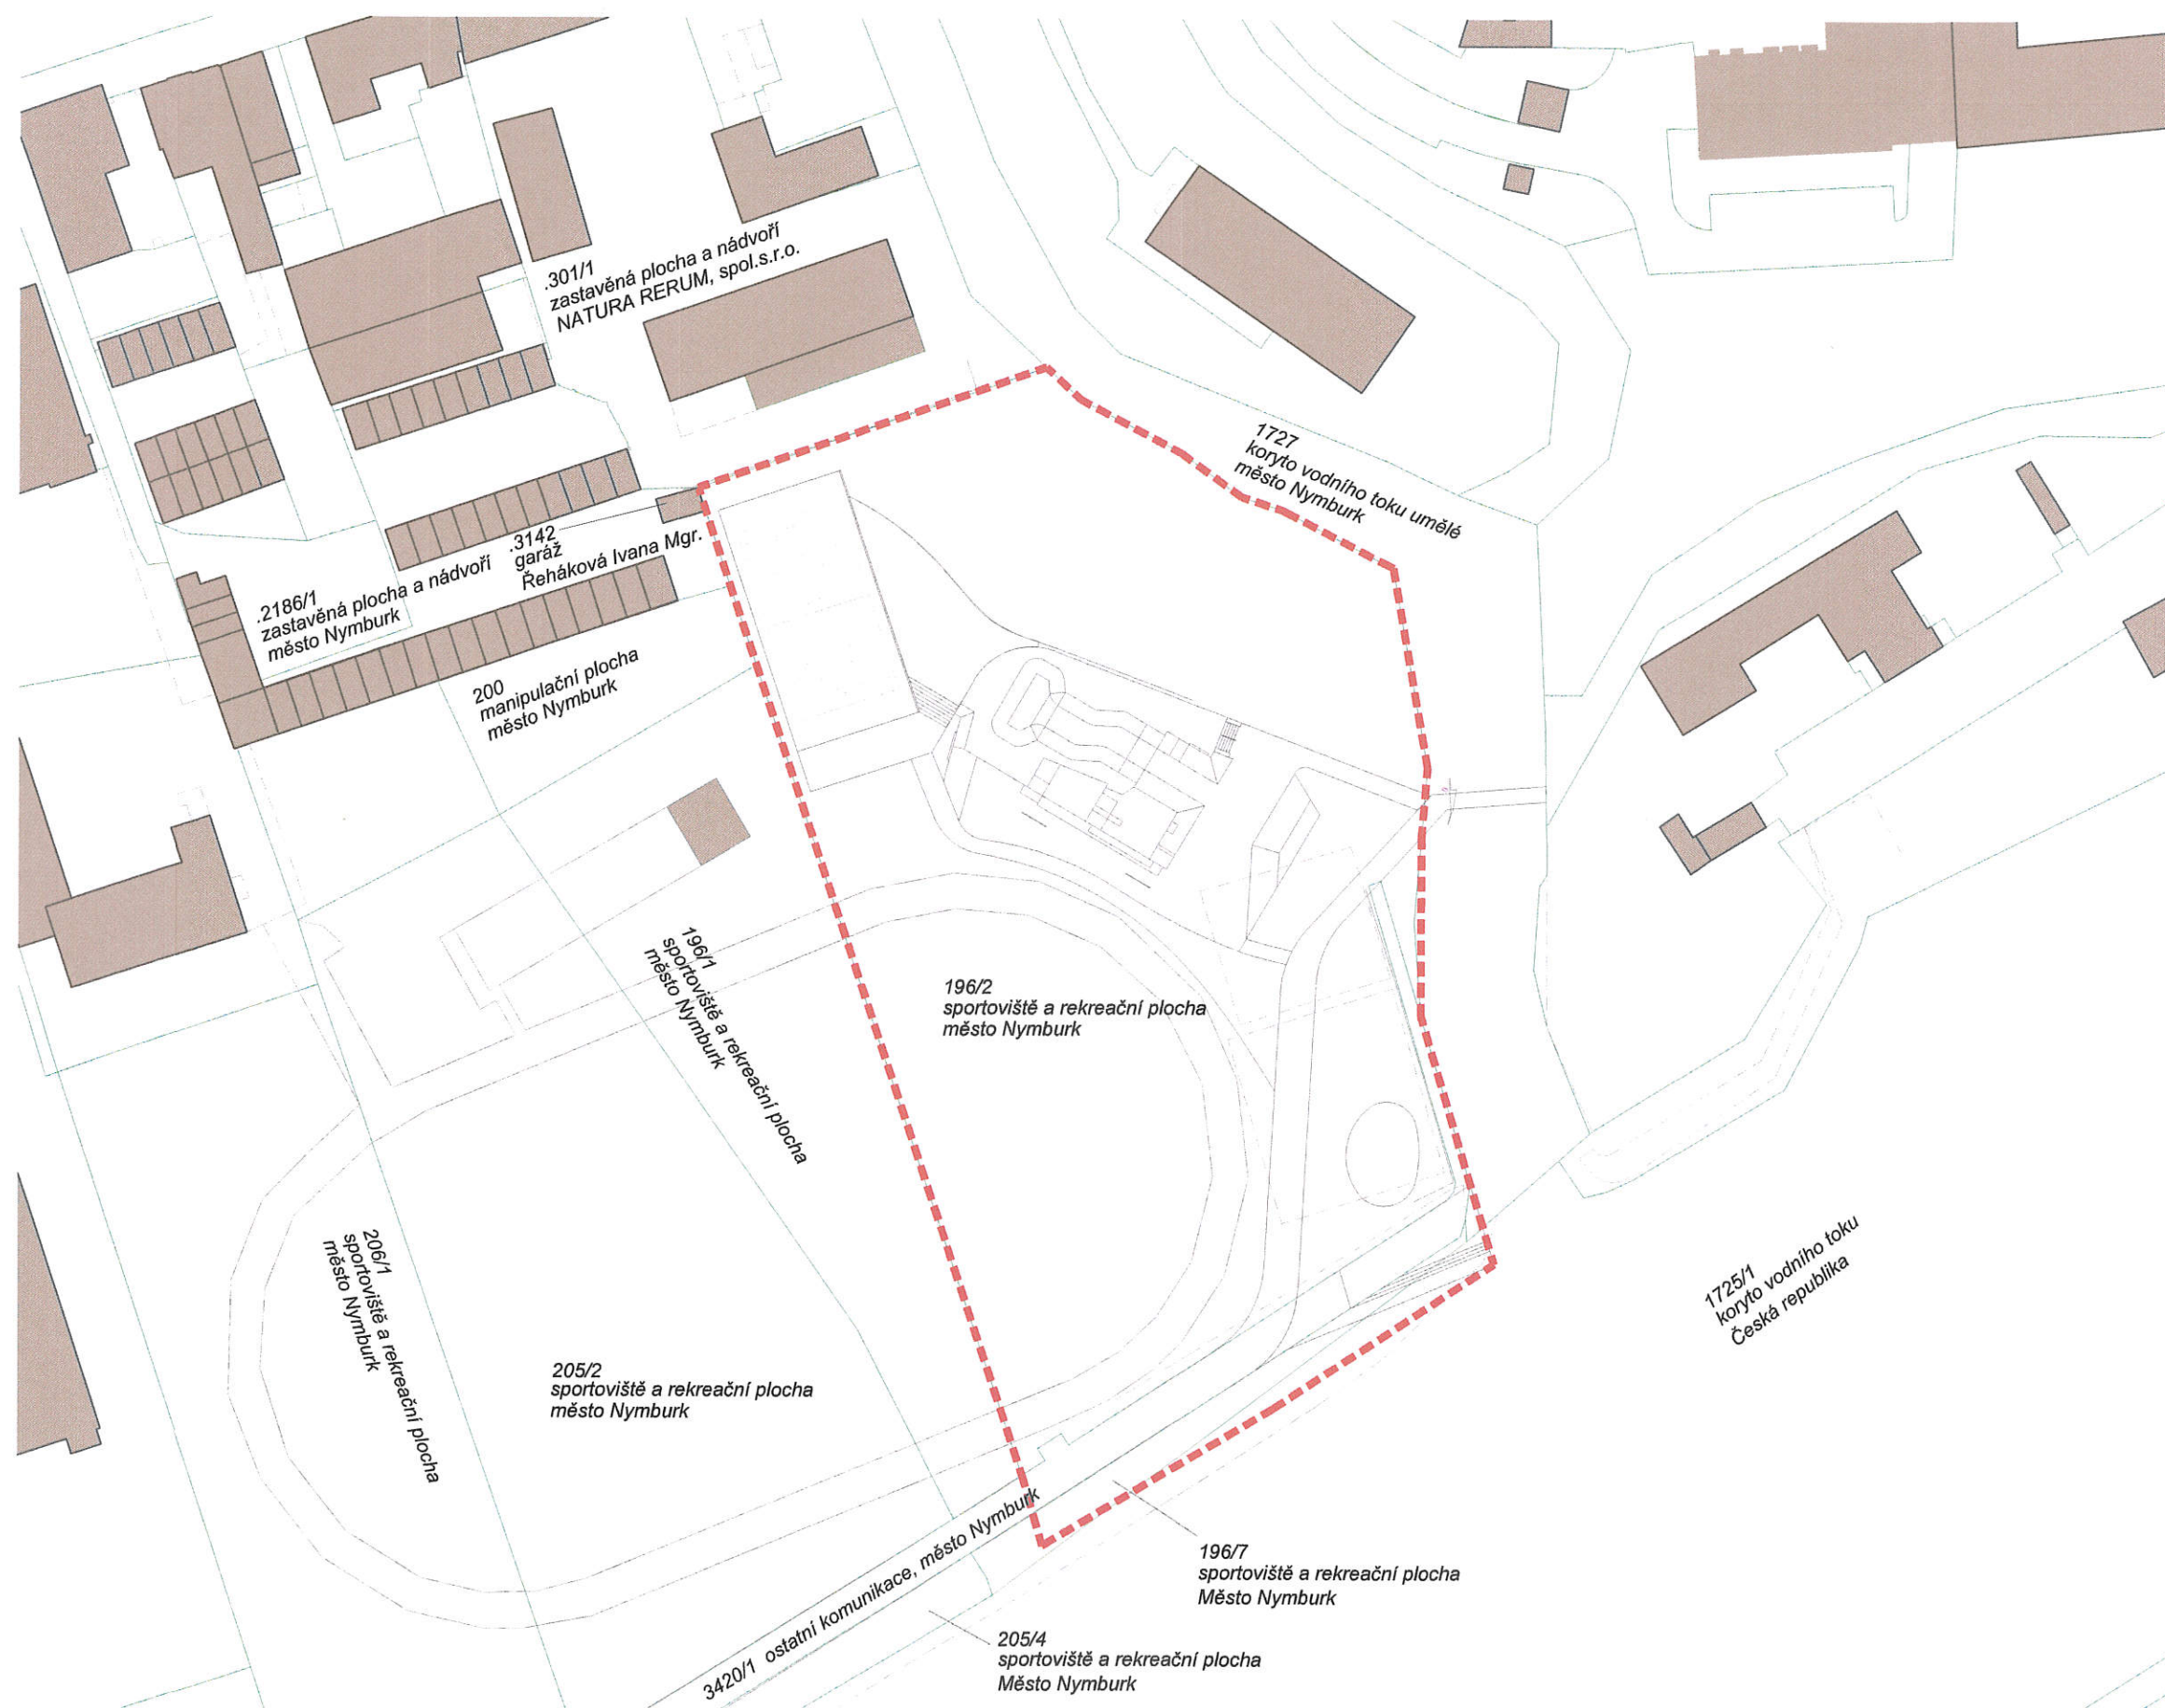 .301/1
zastavěná plocha a nádvoří
NATURA RERUM, spol.s.r.o.
1727
koryto vodního toku umělé
město Nymburk
.3142
garáž
Řeháková Ivana Mgr.
.2186/1
zastavěná plocha a nádvoří
město Nymburk
200
manipulační plocha
město Nymburk
196/1
sportoviště a rekreační plocha
město Nymburk
196/2
sportoviště a rekreační plocha
město Nymburk
206/1
sportoviště a rekreační plocha
město Nymburk
1725/1
koryto vodního toku
Česká republika
205/2
sportoviště a rekreační plocha
město Nymburk
3420/1 ostatní komunikace, město Nymburk
196/7
sportoviště a rekreační plocha
Město Nymburk
205/4
sportoviště a rekreační plocha
Město Nymburk